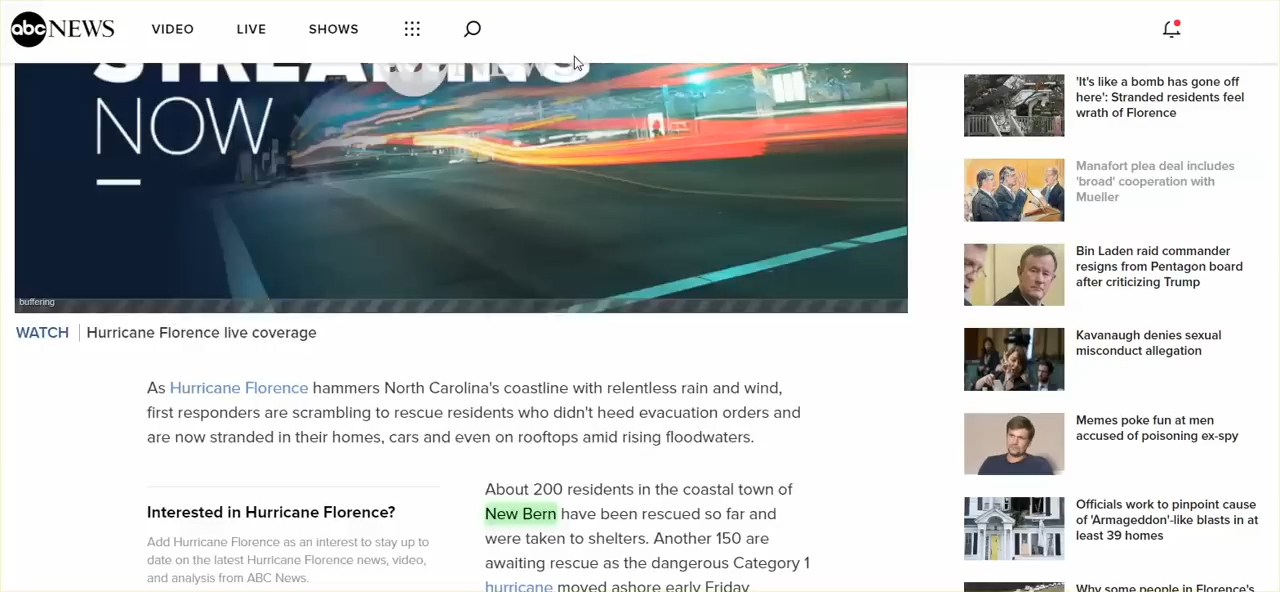 abc NEWS VIDEO LIVE SHOWS
STREAMING
NOW
buffering
WATCH Hurricane Florence live coverage
As Hurricane Florence hammers North Carolina's coastline with relentless rain and wind,
first responders are scrambling to rescue residents who didn't heed evacuation orders and
are now stranded in their homes, cars and even on rooftops amid rising floodwaters.
Interested in Hurricane Florence?
Add Hurricane Florence as an interest to stay up to
date on the latest Hurricane Florence news, video,
and analysis from ABC News.
About 200 residents in the coastal town of
New Bern have been rescued so far and
were taken to shelters. Another 150 are
awaiting rescue as the dangerous Category 1
hurricane moved ashore early Friday
'It's like a bomb has gone off
here': Stranded residents feel
wrath of Florence
Manafort plea deal includes
'broad' cooperation with
Mueller
Bin Laden raid commander
resigns from Pentagon board
after criticizing Trump
Kavanaugh denies sexual
misconduct allegation
Memes poke fun at men
accused of poisoning ex-spy
Officials work to pinpoint cause
of 'Armageddon'-like blasts in at
least 39 homes
Why some people in Florence's